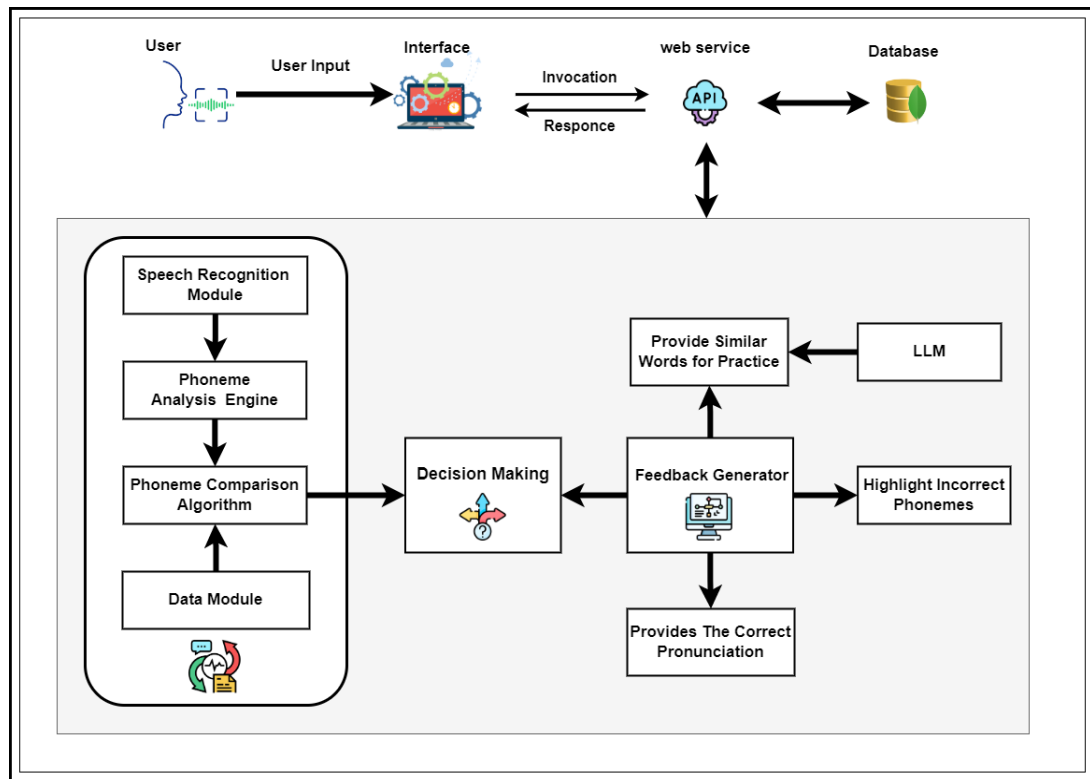 User
User Input
Interface
Invocation
Responce
web service
API
Database
Speech Recognition
Module
Phoneme
Analysis Engine
Phoneme Comparison
Algorithm
Data Module
Decision Making
?
Provide Similar
Words for Practice
LLM
Feedback Generator
Highlight Incorrect
Phonemes
Provides The Correct
Pronunciation